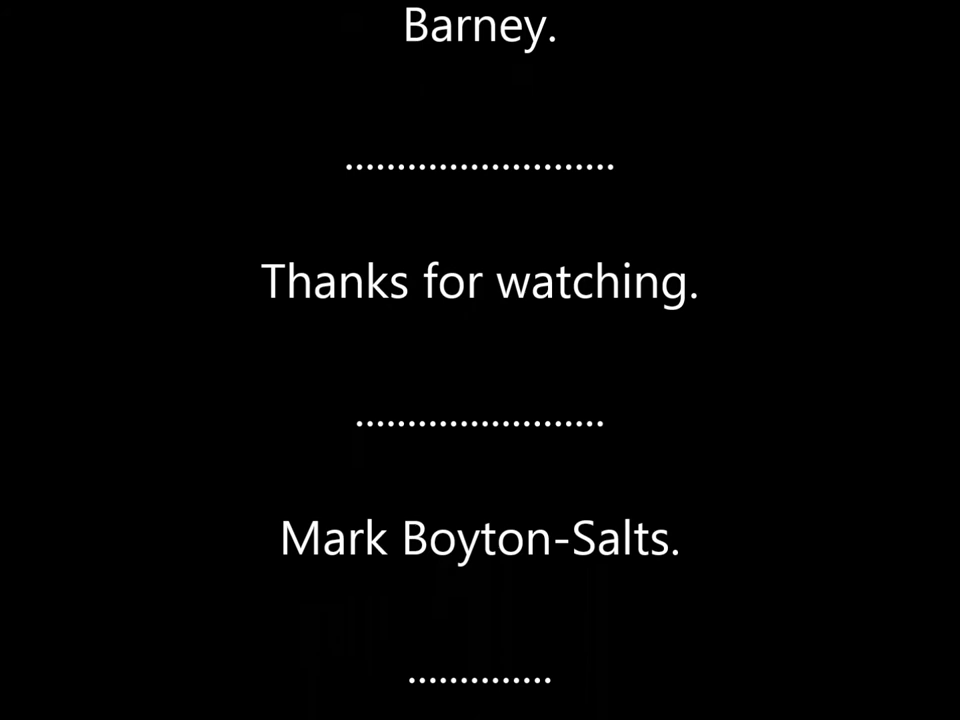 Barney.
..........................
Thanks for watching.
........................
Mark Boyton-Salts.
..............